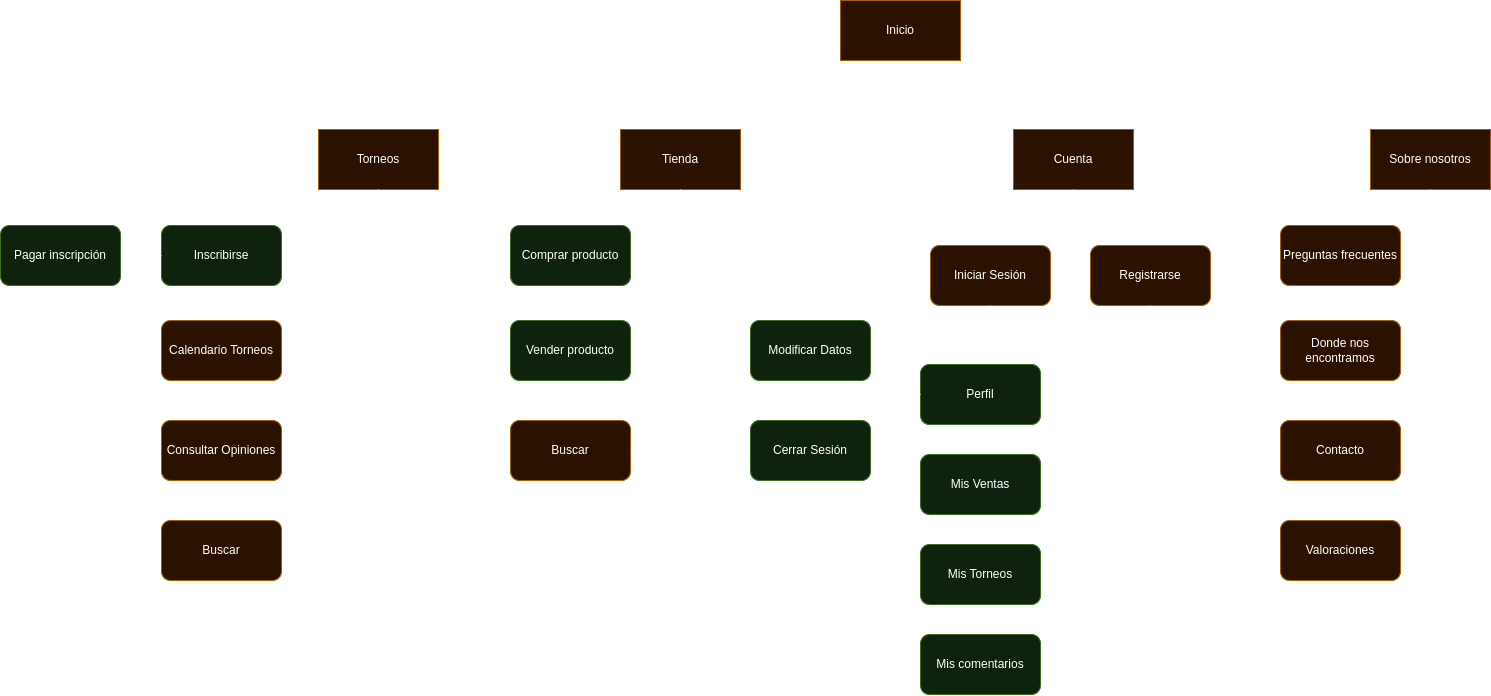 Inicio
Torneos
Tienda
Cuenta
Sobre nosotros
Pagar inscripción
Inscribirse
Comprar producto
Iniciar Sesión
Registrarse
Preguntas frecuentes
Calendario Torneos
Vender producto
Modificar Datos
Donde nos
encontramos
Perfil
Consultar Opiniones
Buscar
Cerrar Sesión
Contacto
Mis Ventas
Buscar
Valoraciones
Mis Torneos
Mis comentarios